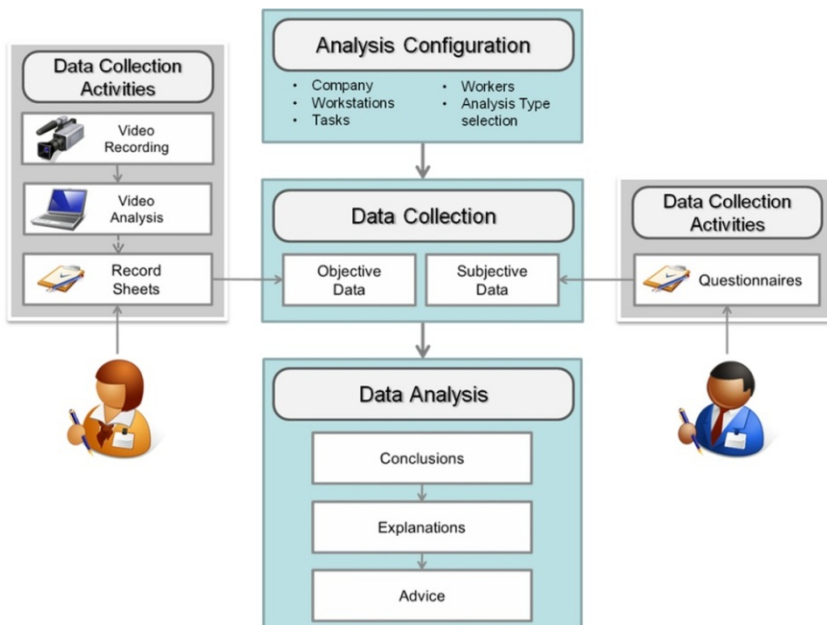 Analysis Configuration
• Company
• Workstations
• Tasks
• Workers
• Analysis Type
selection
Data Collection
Activities
Video
Recording
Video
Analysis
Record
Sheets
Data Collection
Objective
Data
Subjective
Data
Data Collection
Activities
Questionnaires
Data Analysis
Conclusions
Explanations
Advice